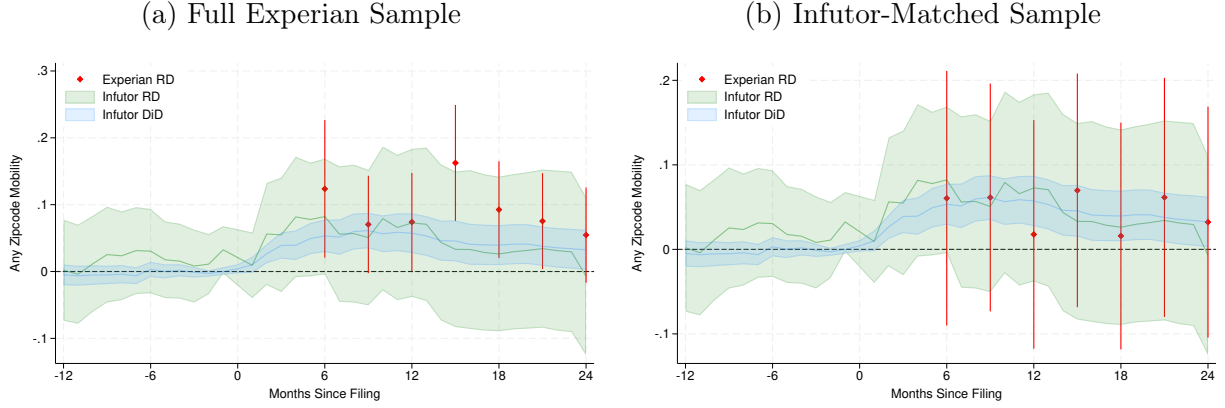 (a) Full Experian Sample
.3
.2
.1
0
-.1
Any Zipcode Mobility
Experian RD
Infutor RD
Infutor DiD
-12
-6
0
6
12
18
24
Months Since Filing
(b) Infutor-Matched Sample
.2
.1
0
-.1
Any Zipcode Mobility
Experian RD
Infutor RD
Infutor DiD
-12
-6
0
6
12
18
24
Months Since Filing